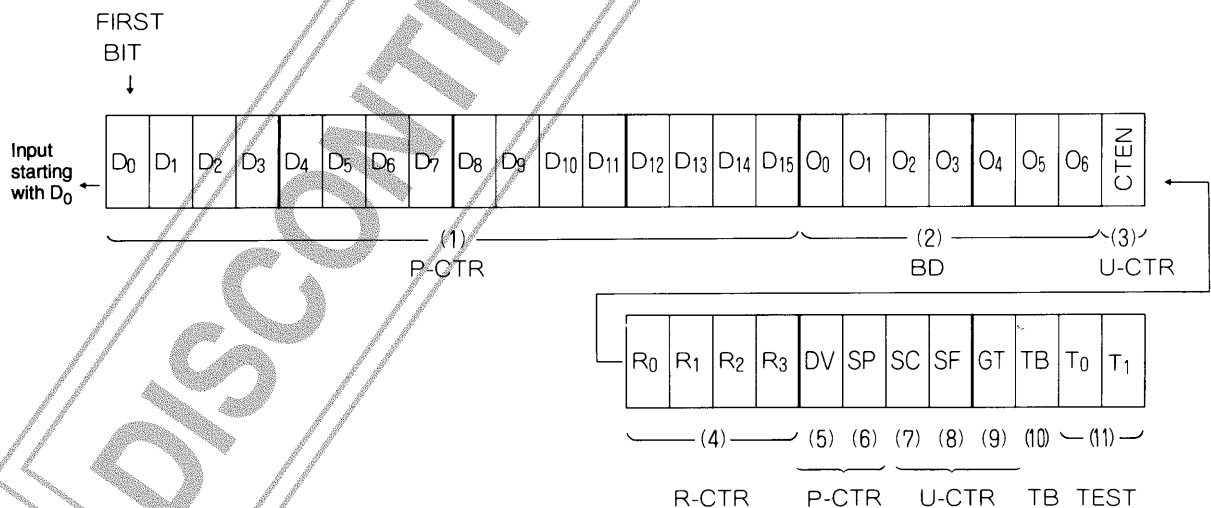 FIRST
BIT
Input
starting
with D0
D0 D1 D2 D3 D4 D5 D6 D7 D8 D9 D10 D11 D12 D13 D14 D15 O0 O1 O2 O3 O4 O5 O6 CTEN
(1) (2) (3)
P-CTR BD U-CTR
R0 R1 R2 R3 DV SP SC SF GT TB T0 T1
(4) (5) (6) (7) (8) (9) (10) (11)
R-CTR P-CTR U-CTR TB TEST
DISCONTI